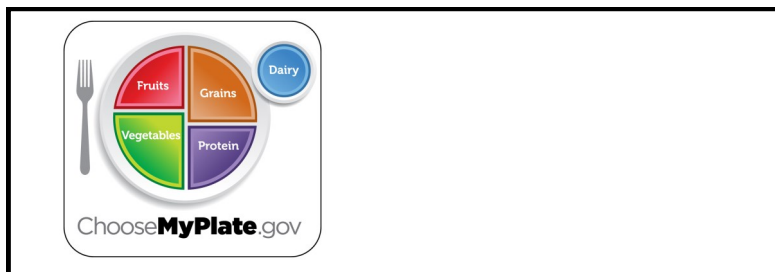 Fruits
Grains
Dairy
Vegetables
Protein
ChooseMyPlate.gov